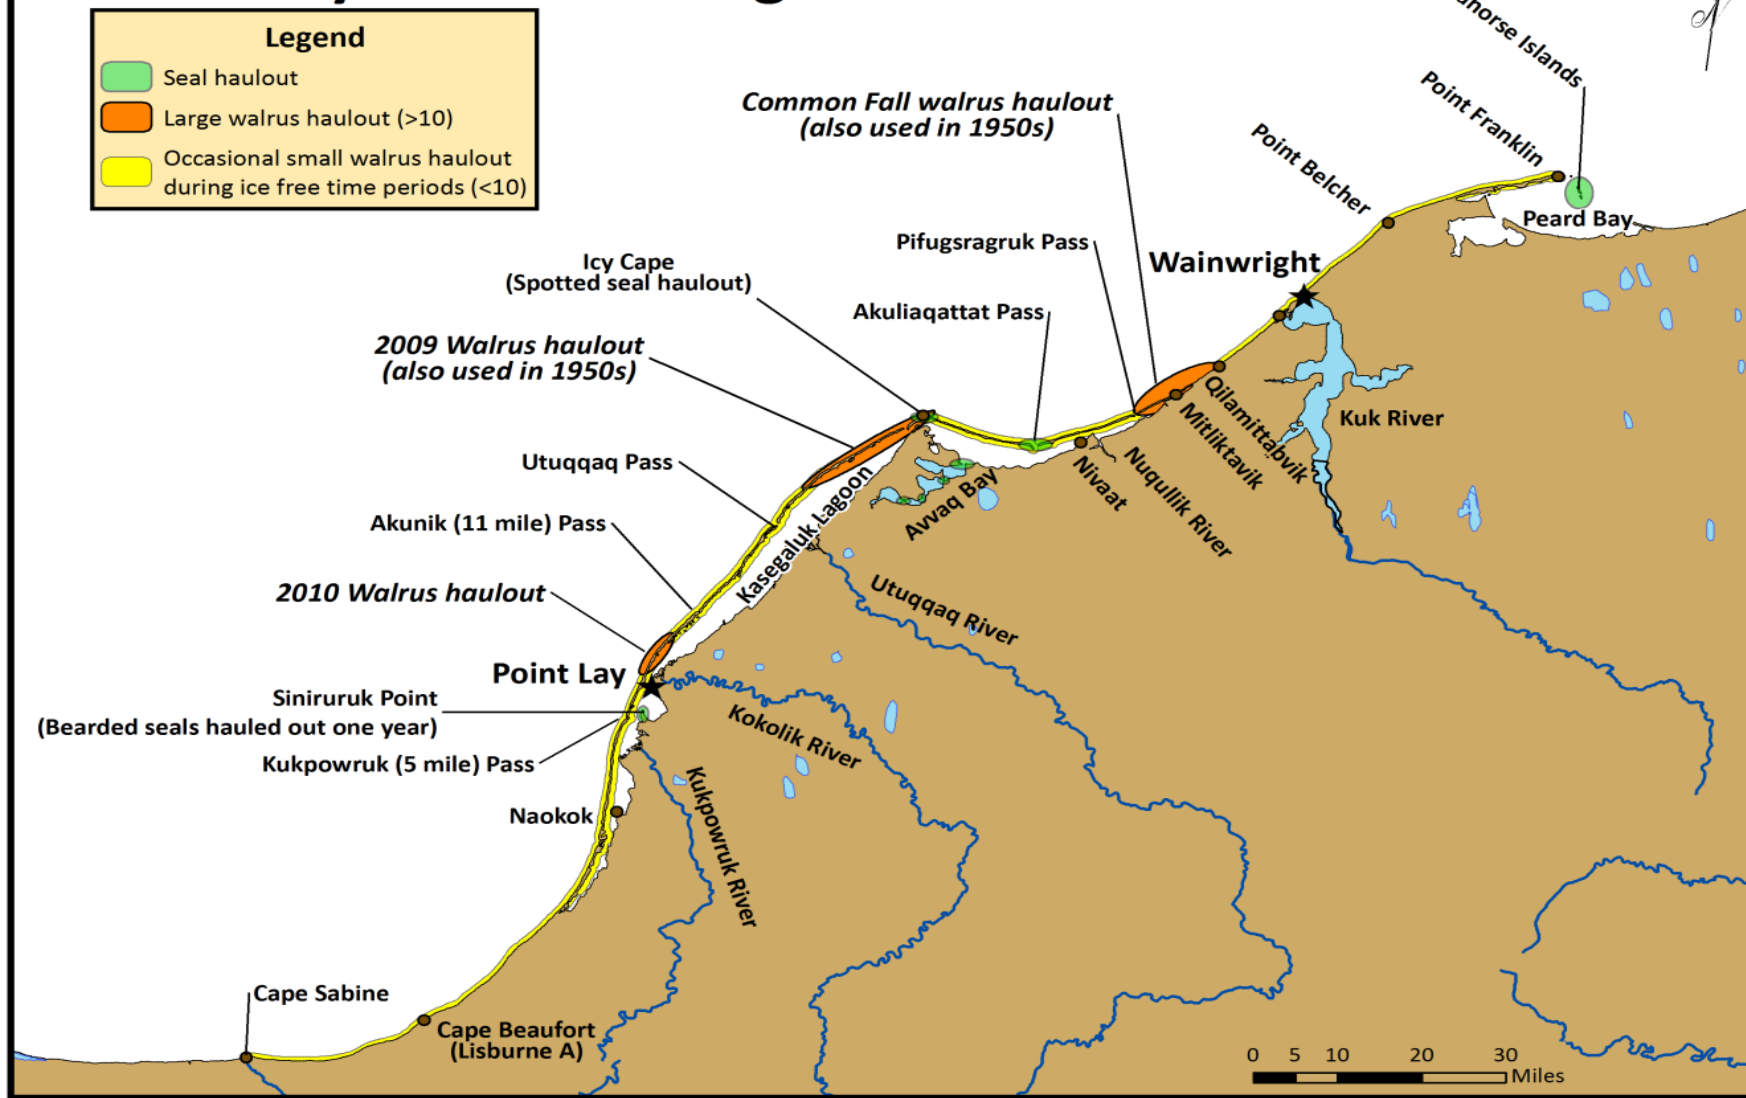 Legend
Seal haulout
Large walrus haulout (>10)
Occasional small walrus haulout
during ice free time periods (<10)
Islands
Point Franklin
Common Fall walrus haulout
(also used in 1950s)
Point Belcher
Peard Bay
Pifugsragruk Pass
Wainwright
Icy Cape
(Spotted seal haulout)
Akuliaqattat Pass
2009 Walrus haulout
(also used in 1950s)
Qilamittabvik
Mitliktavik
Kuk River
Utuqqaq Pass
Nuqullik River
Nivaat
Avvaq Bay
Kasegaluk Lagoon
Akunik (11 mile) Pass
2010 Walrus haulout
Utuqqaq River
Point Lay
Siniruruk Point
(Bearded seals hauled out one year)
Kokolik River
Kukpowruk (5 mile) Pass
Kukpowruk River
Naokok
Cape Sabine
Cape Beaufort
(Lisburne A)
0 5 10 20 30
Miles